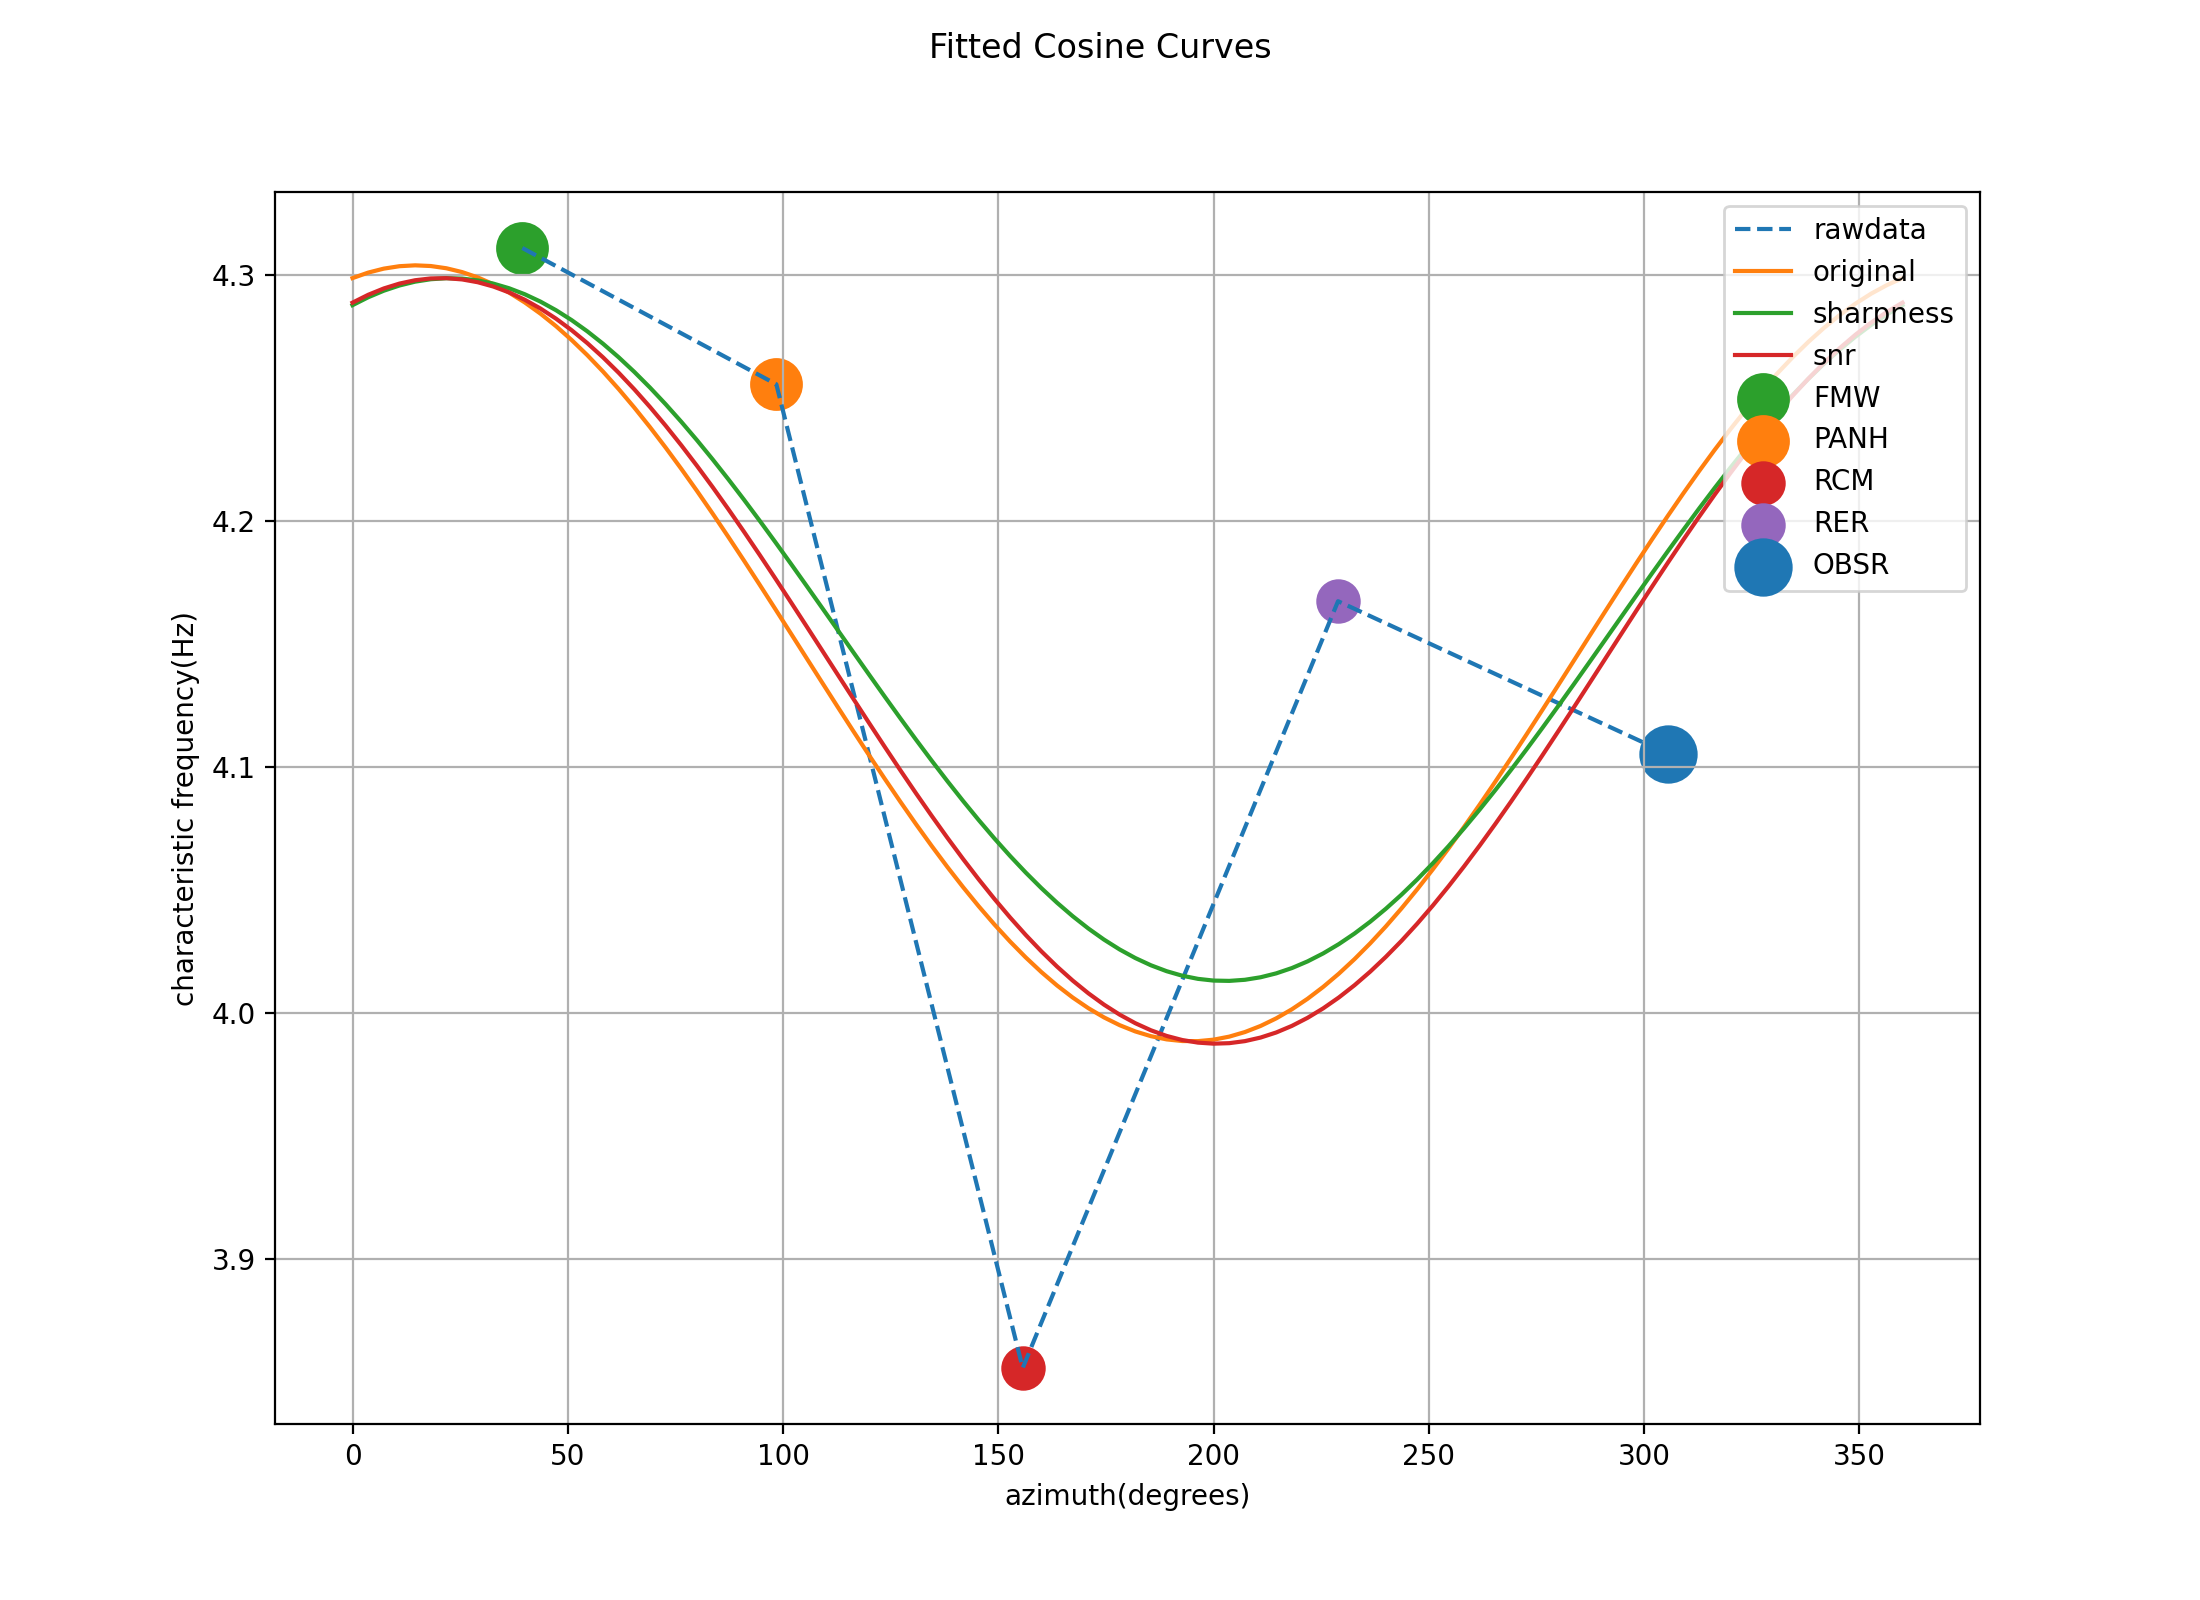 Fitted Cosine Curves
rawdata
original
sharpness
snr
FMW
PANH
RCM
RER
OBSR
4.3
4.2
4.1
4.0
3.9
characteristic frequency(Hz)
0 50 100 150 200 250 300 350
azimuth(degrees)